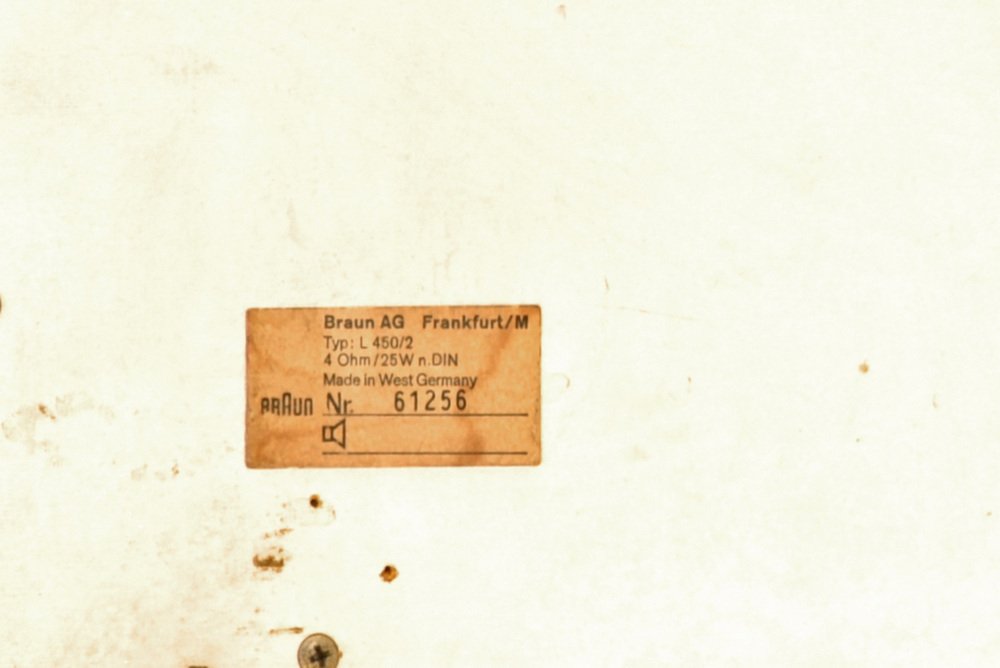 Braun AG Frankfurt/M
Typ: L 450/2
4 Ohm/25W n.DIN
Made in West Germany
BRAUN Nr. 61256